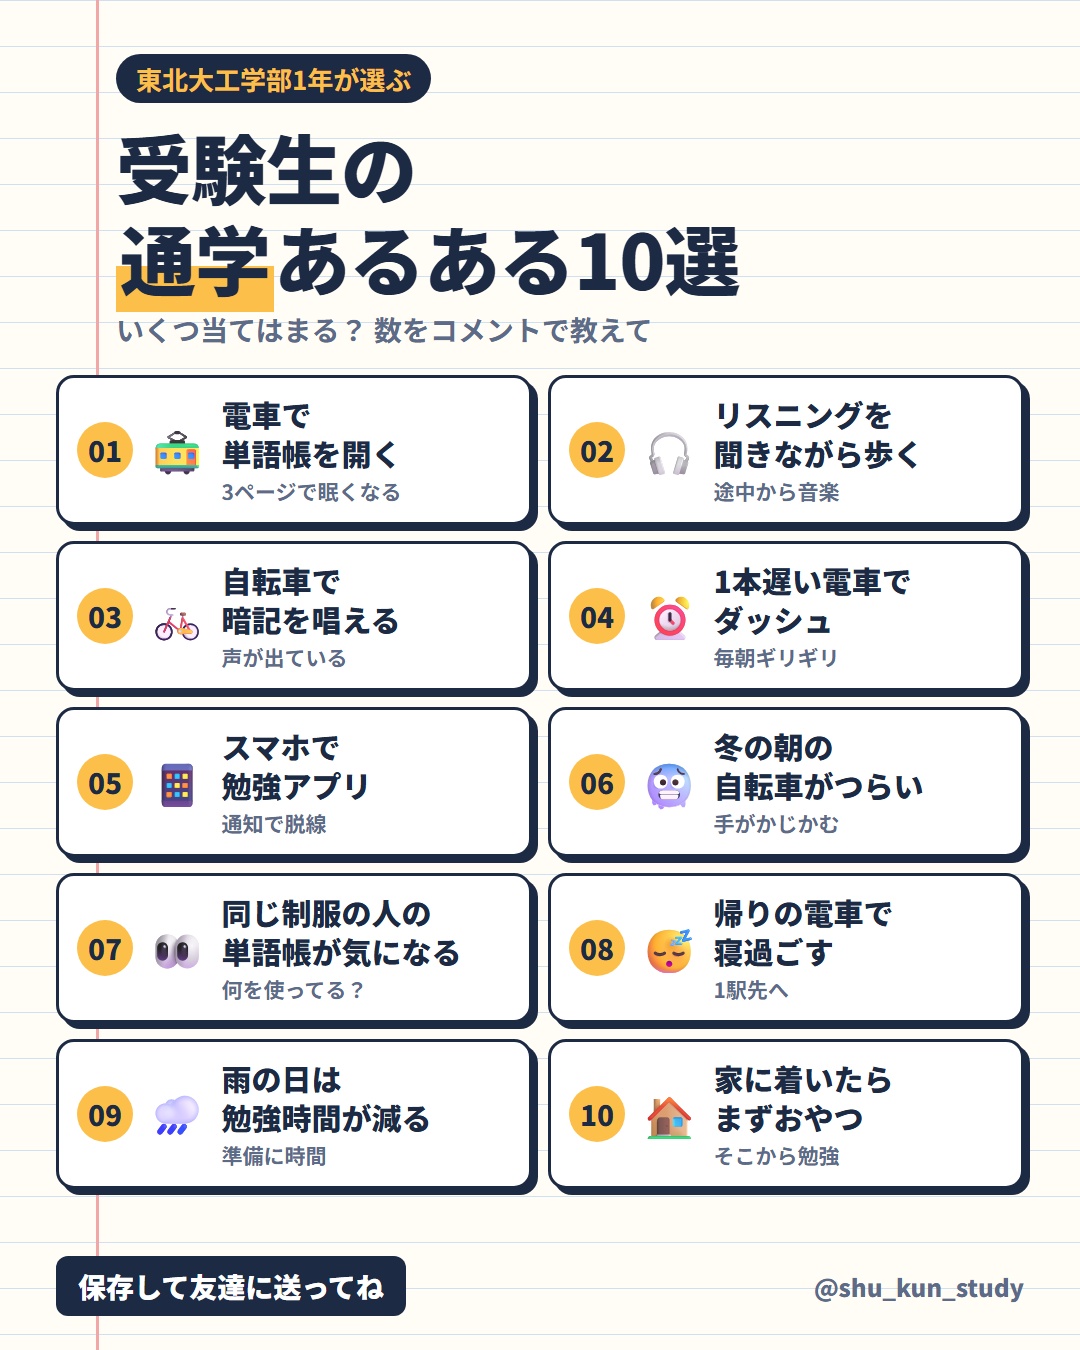 東北大工学部1年が選ぶ
受験生の
通学あるある10選
いくつ当てはまる？ 数をコメントで教えて
01
電車で
単語帳を開く
3ページで眠くなる
02
リスニングを
聞きながら歩く
途中から音楽
03
自転車で
暗記を唱える
声が出ている
04
1本遅い電車で
ダッシュ
毎朝ギリギリ
05
スマホで
勉強アプリ
通知で脱線
06
冬の朝の
自転車がつらい
手がかじかむ
07
同じ制服の人の
単語帳が気になる
何を使ってる？
08
帰りの電車で
寝過ごす
1駅先へ
09
雨の日は
勉強時間が減る
準備に時間
10
家に着いたら
まずおやつ
そこから勉強
保存して友達に送ってね
@shu_kun_study